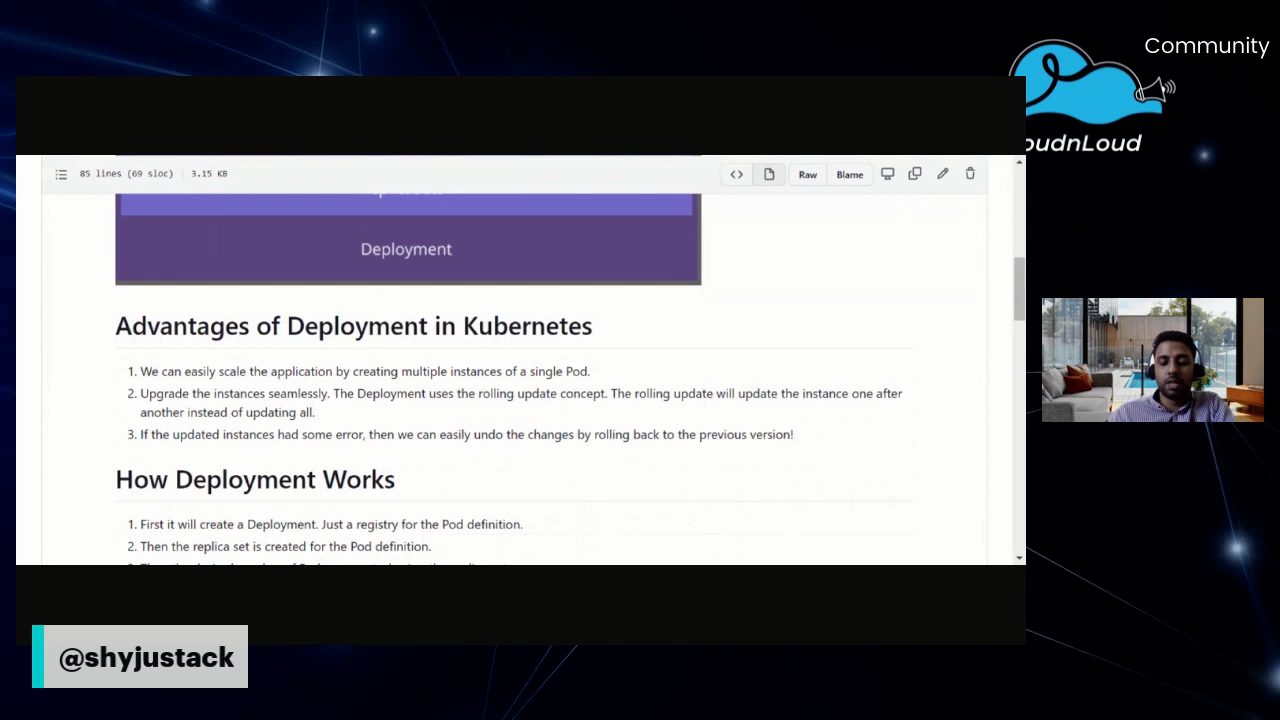 Community
oudnLoud
85 lines (69 sloc) 3.15 KB
Raw Blame
Deployment
Advantages of Deployment in Kubernetes
1. We can easily scale the application by creating multiple instances of a single Pod.
2. Upgrade the instances seamlessly. The Deployment uses the rolling update concept. The rolling update will update the instance one after
another instead of updating all.
3. If the updated instances had some error, then we can easily undo the changes by rolling back to the previous version!
How Deployment Works
1. First it will create a Deployment. Just a registry for the Pod definition.
2. Then the replica set is created for the Pod definition.
@shyjustack